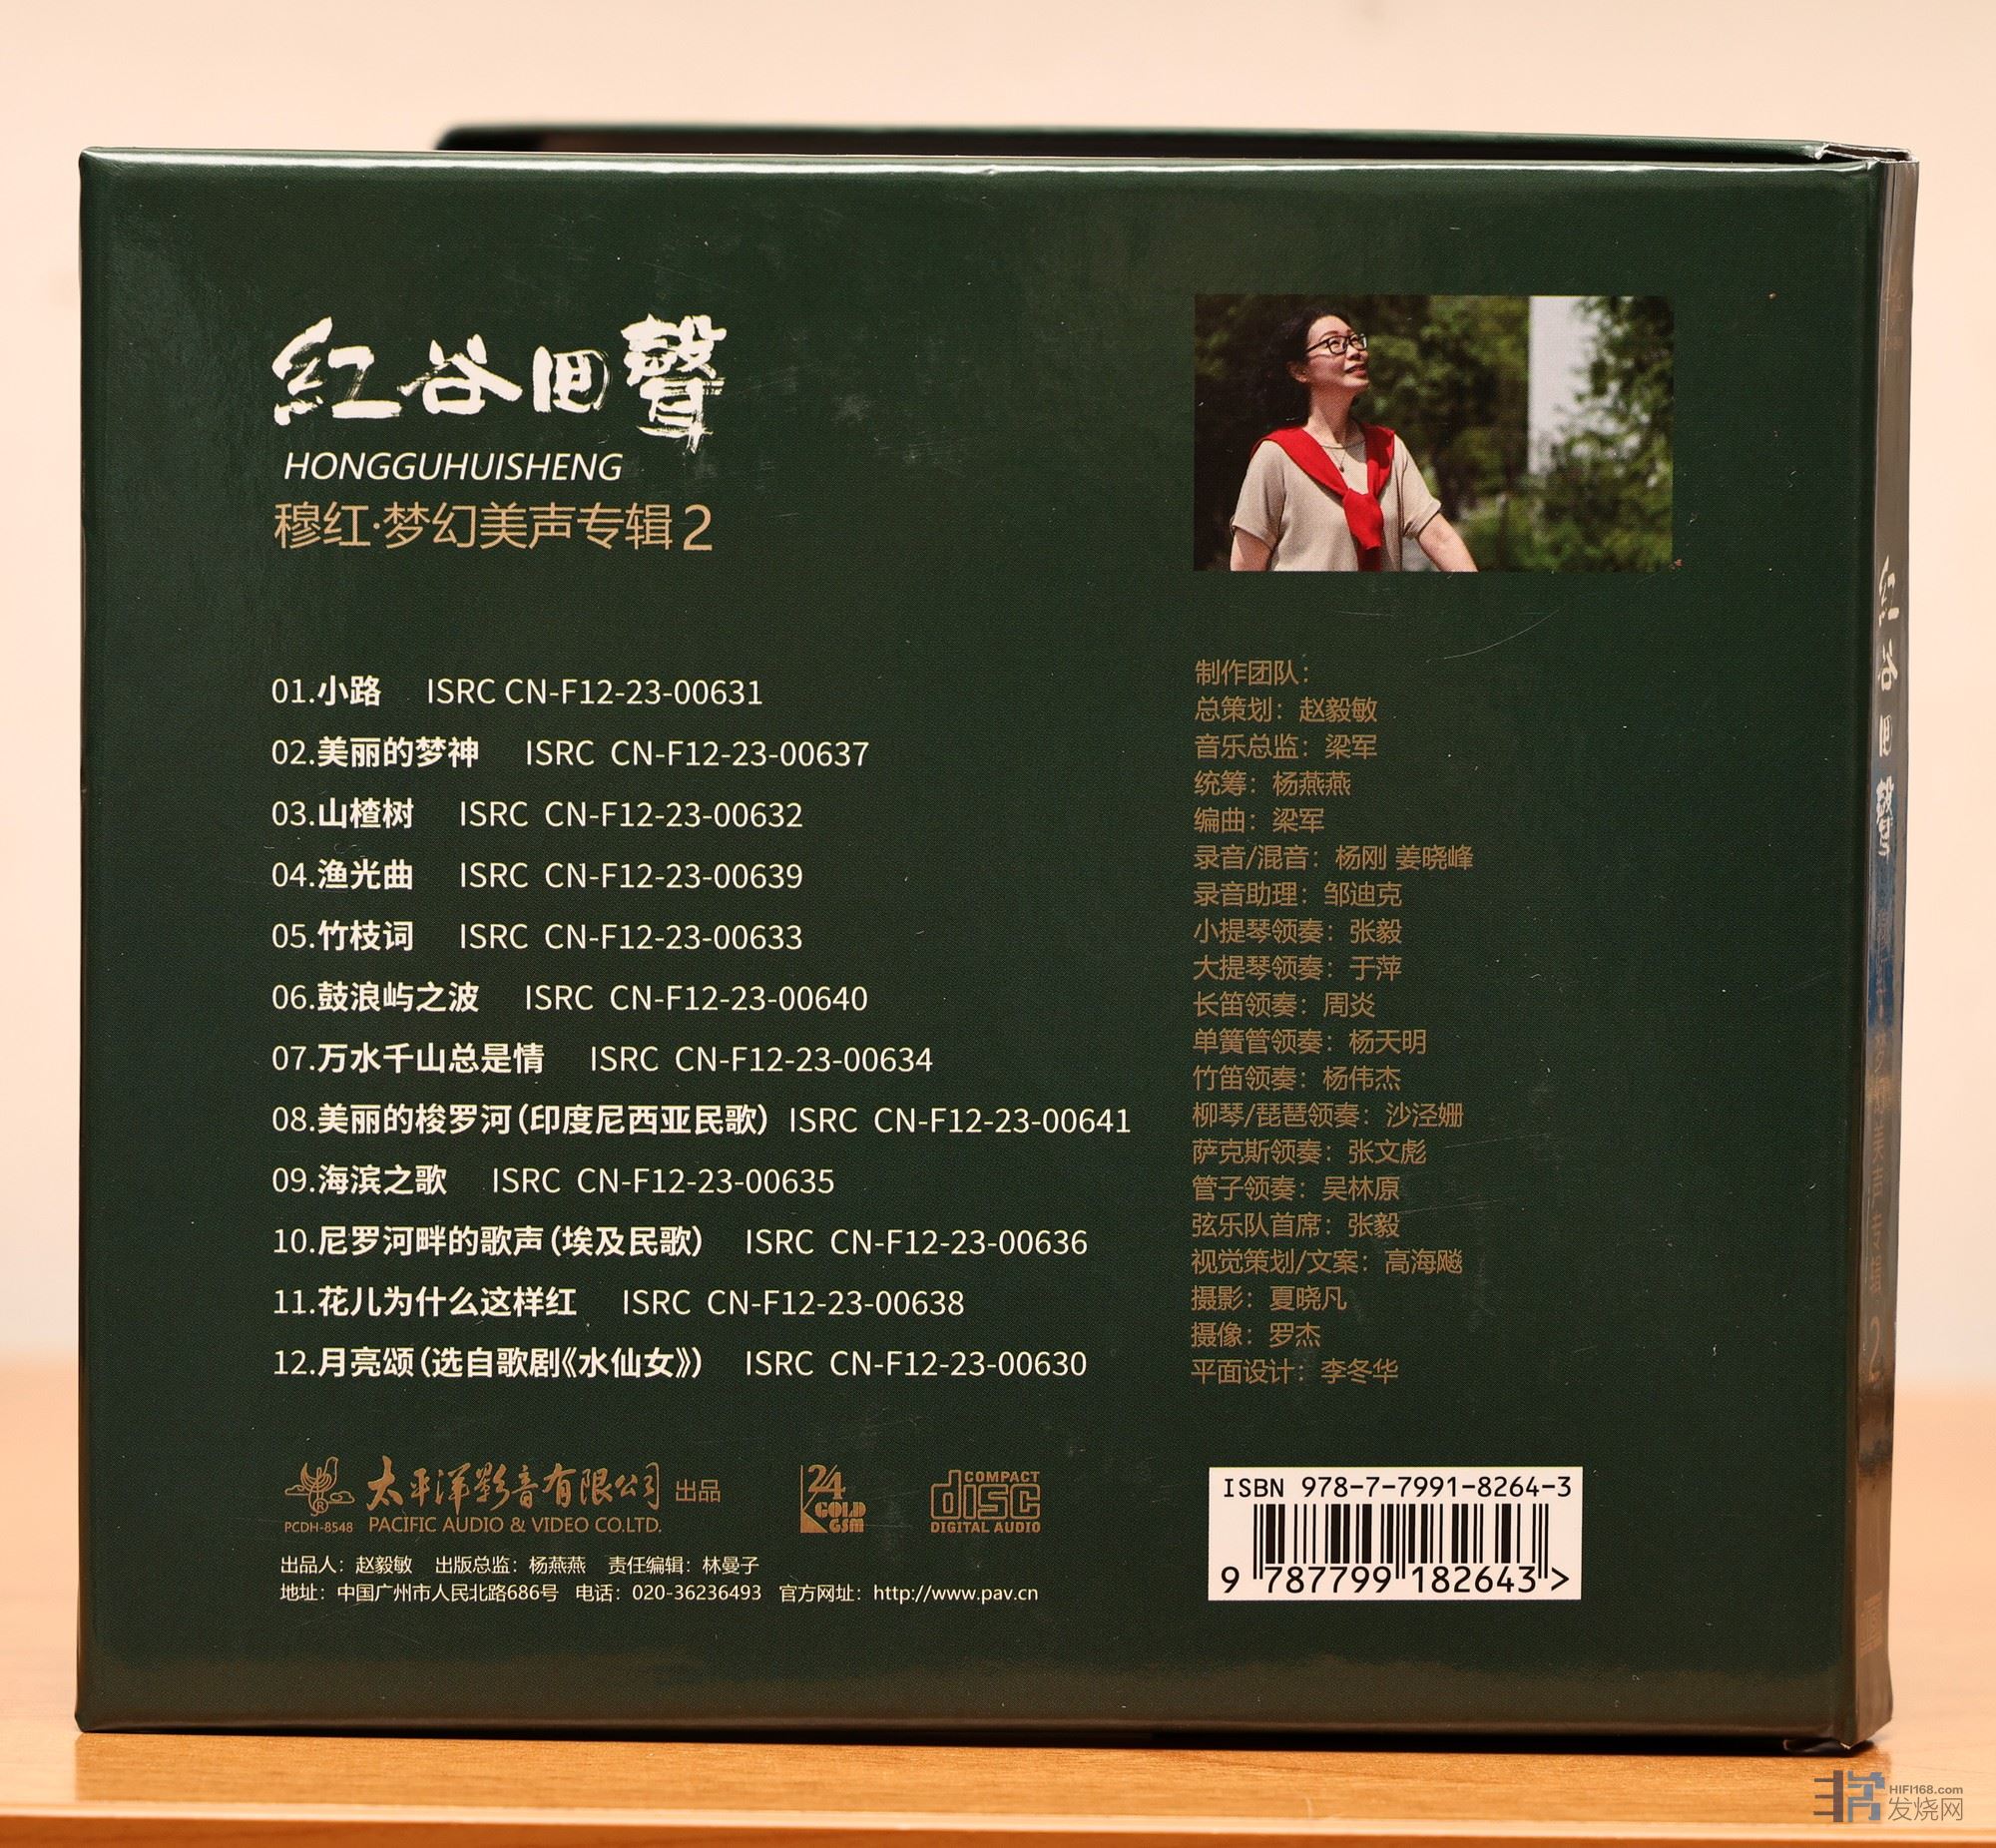 紅谷回聲
HONGGUHUISHENG
穆红·梦幻美声专辑2
01.小路 ISRC CN-F12-23-00631
02.美丽的梦神 ISRC CN-F12-23-00637
03.山楂树 ISRC CN-F12-23-00632
04.渔光曲 ISRC CN-F12-23-00639
05.竹枝词 ISRC CN-F12-23-00633
06.鼓浪屿之波 ISRC CN-F12-23-00640
07.万水千山总是情 ISRC CN-F12-23-00634
08.美丽的梭罗河（印度尼西亚民歌） ISRC CN-F12-23-00641
09.海滨之歌 ISRC CN-F12-23-00635
10.尼罗河畔的歌声（埃及民歌） ISRC CN-F12-23-00636
11.花儿为什么这样红 ISRC CN-F12-23-00638
12.月亮颂（选自歌剧《水仙女》） ISRC CN-F12-23-00630
制作团队：
总策划：赵毅敏
音乐总监：梁军
统筹：杨燕燕
编曲：梁军
录音/混音：杨刚 姜晓峰
录音助理：邹迪克
小提琴领奏：张毅
大提琴领奏：于萍
长笛领奏：周炎
单簧管领奏：杨天明
竹笛领奏：杨伟杰
柳琴/琵琶领奏：沙泾姗
萨克斯领奏：张文彪
管子领奏：吴林原
弦乐队首席：张毅
视觉策划/文案：高海飚
摄影：夏晓凡
摄像：罗杰
平面设计：李冬华
太平洋影音有限公司 出品
PCDH-8548 PACIFIC AUDIO & VIDEO CO.LTD.
24 GOLD GSM
COMPACT disc DIGITAL AUDIO
出品人：赵毅敏 出版总监：杨燕燕 责任编辑：林曼子
地址：中国广州市人民北路686号 电话：020-36236493 官方网址：http://www.pav.cn
ISBN 978-7-7991-8264-3
9 787799 182643 >
紅谷回聲
HIFI168.com
发烧网